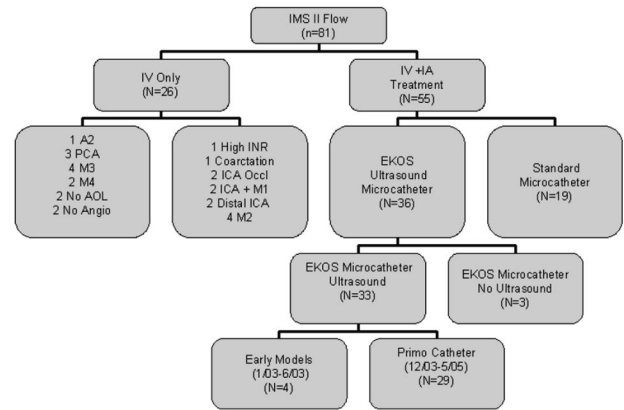 IMS II Flow
(n=81)
IV Only
(N=26)
IV +IA
Treatment
(N=55)
1 A2
3 PCA
4 M3
2 M4
2 No AOL
2 No Angio
1 High INR
1 Coarctation
2 ICA Occl
2 ICA + M1
2 Distal ICA
4 M2
EKOS
Ultrasound
Microcatheter
(N=36)
Standard
Microcatheter
(N=19)
EKOS Microcatheter
Ultrasound
(N=33)
EKOS Microcatheter
No Ultrasound
(N=3)
Early Models
(1/03-6/03)
(N=4)
Primo Catheter
(12/03-5/05)
(N=29)